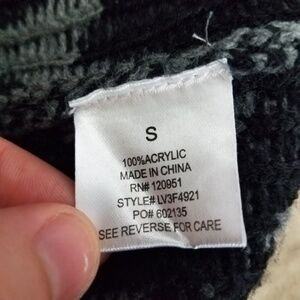 S
100%ACRYLIC
MADE IN CHINA
RN# 120951
STYLE# LV3F4921
PO# 602135
SEE REVERSE FOR CARE